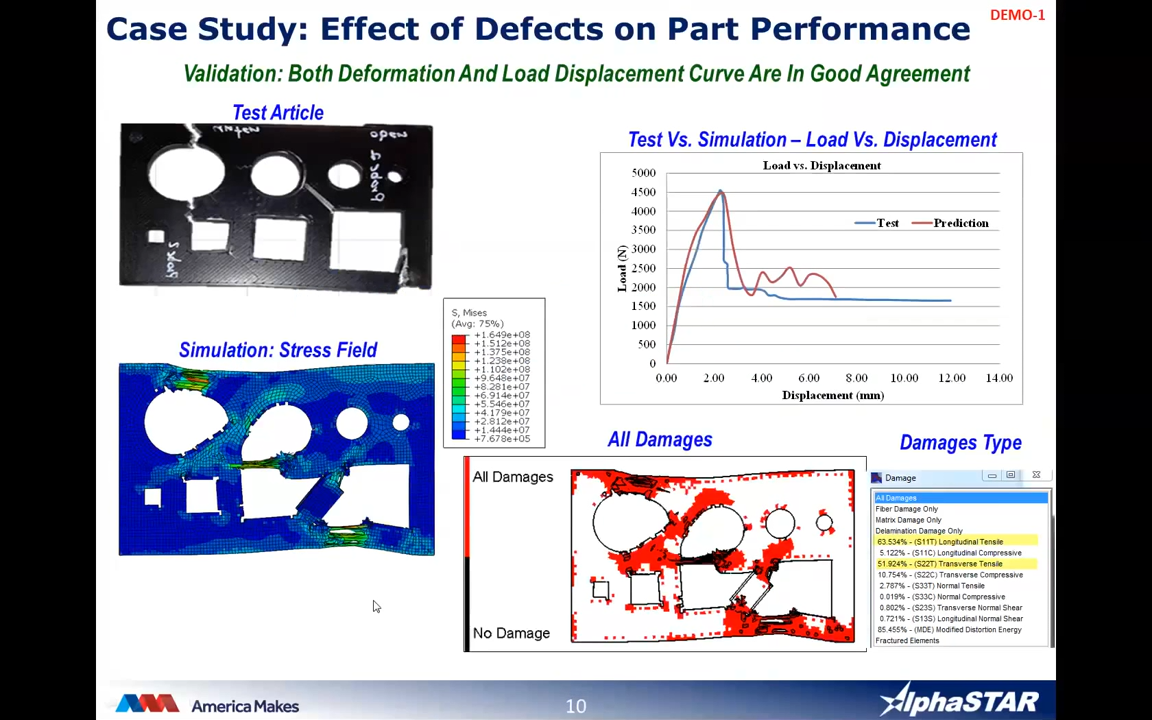 DEMO-1
Case Study: Effect of Defects on Part Performance
Validation: Both Deformation And Load Displacement Curve Are In Good Agreement
Test Article
Test Vs. Simulation – Load Vs. Displacement
Load vs. Displacement
Load (N)
5000
4500
4000
3500
3000
2500
2000
1500
1000
500
0
Test
Prediction
0.00 2.00 4.00 6.00 8.00 10.00 12.00 14.00
Displacement (mm)
Simulation: Stress Field
S, Mises
(Avg: 75%)
+1.649e+08
+1.512e+08
+1.375e+08
+1.238e+08
+1.102e+08
+9.648e+07
+8.281e+07
+6.914e+07
+5.546e+07
+4.179e+07
+2.812e+07
+1.444e+07
+7.678e+05
All Damages
All Damages
No Damage
Damages Type
Damage
All Damages
Fiber Damage Only
Matrix Damage Only
Delamination Damage Only
63.534% - (S11T) Longitudinal Tensile
5.122% - (S11C) Longitudinal Compressive
51.924% - (S22T) Transverse Tensile
10.754% - (S22C) Transverse Compressive
2.787% - (S33T) Normal Tensile
0.019% - (S33C) Normal Compressive
0.802% - (S23S) Transverse Normal Shear
0.721% - (S13S) Longitudinal Normal Shear
85.455% - (MDE) Modified Distortion Energy
Fractured Elements
America Makes
10
AlphaSTAR